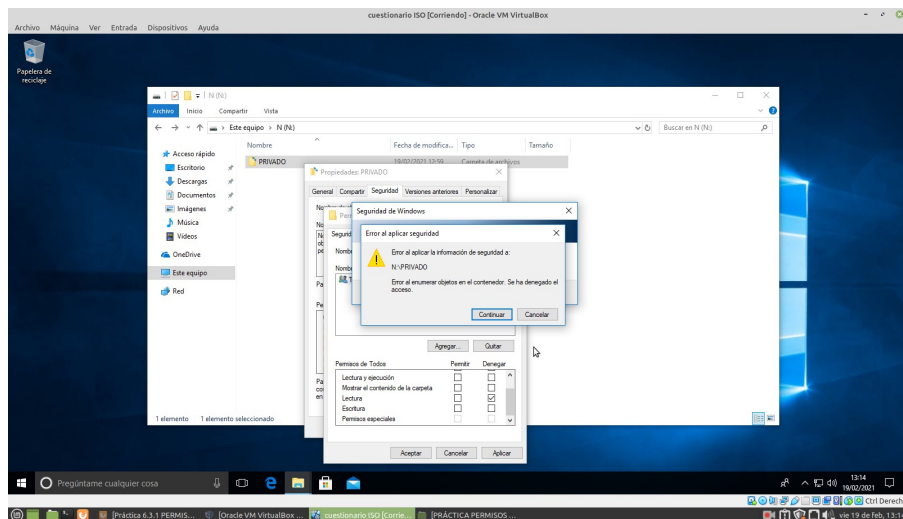 cuestionario ISO [Corriendo] - Oracle VM VirtualBox
Archivo Máquina Ver Entrada Dispositivos Ayuda
Papelera de
reciclaje
N (N:)
Archivo Inicio Compartir Vista
Este equipo > N (N:)
Buscar en N (N:)
Nombre Fecha de modifica... Tipo Tamaño
PRIVADO 19/02/2021 12:59 Carpeta de archivos
Acceso rápido
Escritorio
Descargas
Documentos
Imágenes
Música
Vídeos
OneDrive
Este equipo
Red
Propiedades: PRIVADO
General Compartir Seguridad Versiones anteriores Personalizar
Seguridad de Windows
Error al aplicar seguridad
Error al aplicar la información de seguridad a:
N:\PRIVADO
Error al enumerar objetos en el contenedor. Se ha denegado el
acceso.
Continuar Cancelar
Agregar... Quitar
Permisos de Todos Permitir Denegar
Lectura y ejecución
Mostrar el contenido de la carpeta
Lectura
Escritura
Permisos especiales
Aceptar Cancelar Aplicar
1 elemento 1 elemento seleccionado
Pregúntame cualquier cosa
13:14
19/02/2021
Ctrl Derech
[Práctica 6.3.1 PERMIS... [Oracle VM VirtualBox ... cuestionario ISO [Corrie... [PRÁCTICA PERMISOS ... vie 19 de feb, 13:14